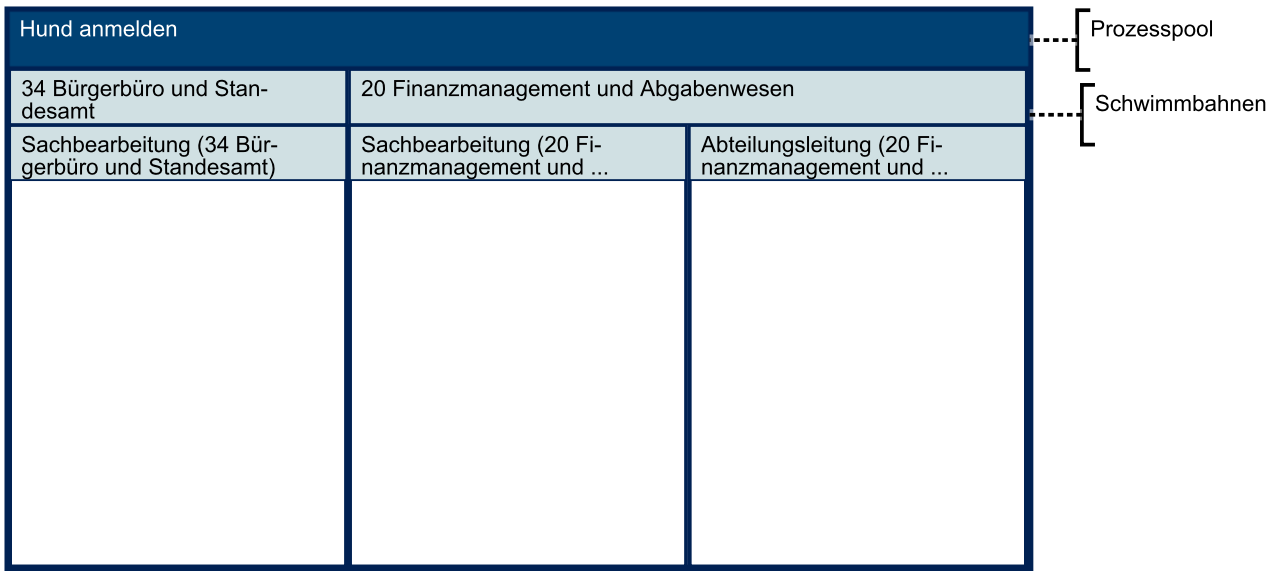 Hund anmelden
Prozesspool
34 Bürgerbüro und Stan-
desamt
20 Finanzmanagement und Abgabenwesen
Schwimmbahnen
Sachbearbeitung (34 Bür-
gerbüro und Standesamt)
Sachbearbeitung (20 Fi-
nanzmanagement und ...
Abteilungsleitung (20 Fi-
nanzmanagement und ...